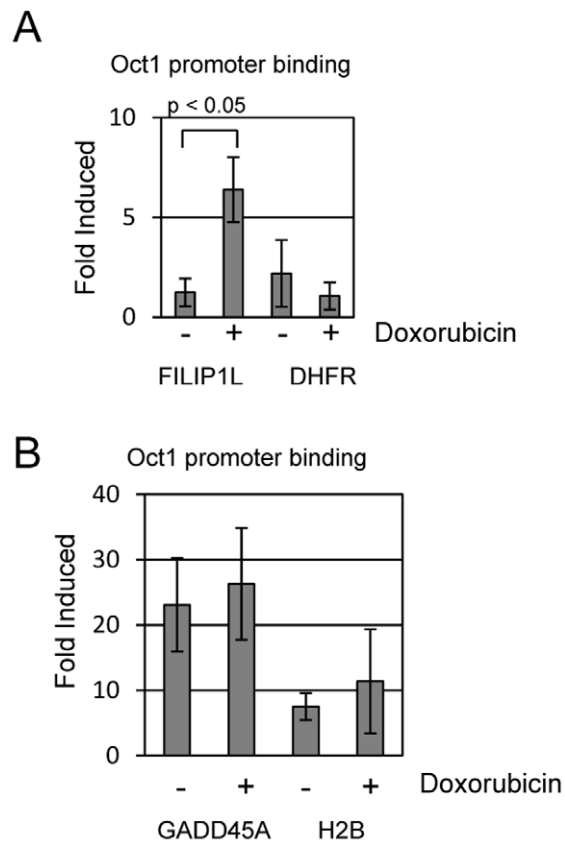 A
Oct1 promoter binding
p < 0.05
10
5
0
Fold Induced
- + - + Doxorubicin
FILIP1L DHFR
B
Oct1 promoter binding
40
30
20
10
0
Fold Induced
- + - + Doxorubicin
GADD45A H2B